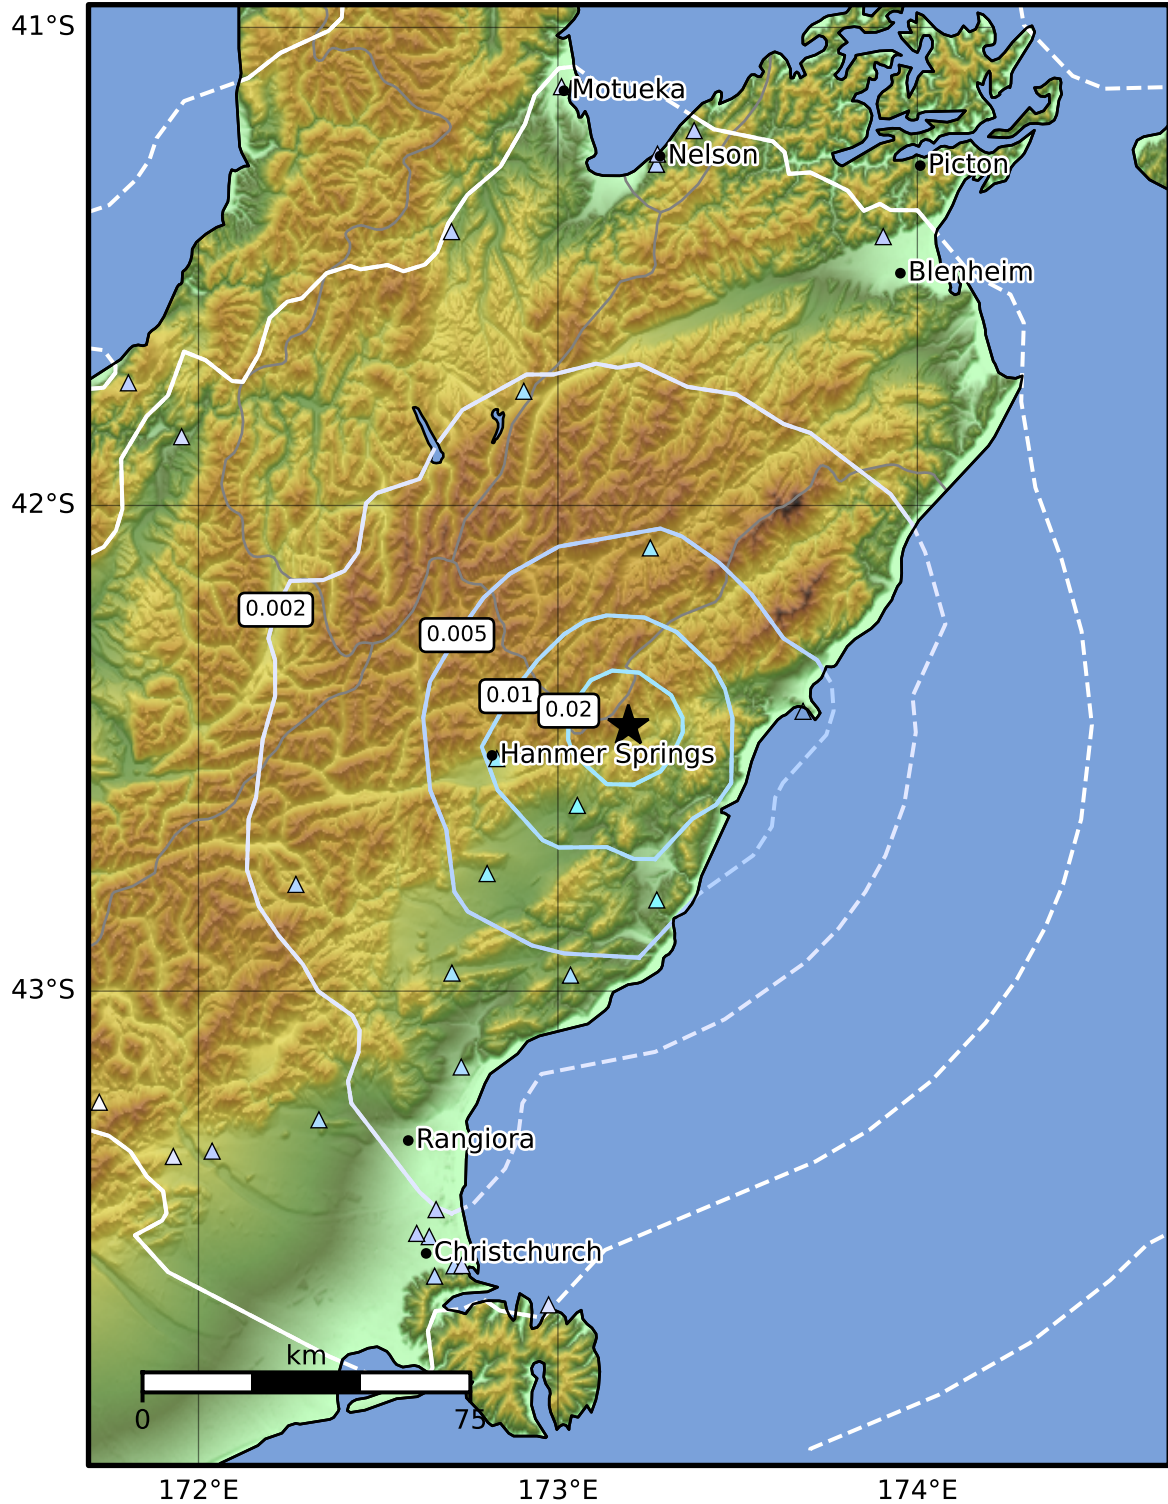 41°S
Motueka
Nelson
Picton
Blenheim
42°S
0.002
0.005
0.01
0.02
Hanmer Springs
43°S
Rangiora
Christchurch
km
0
75
172°E
173°E
174°E